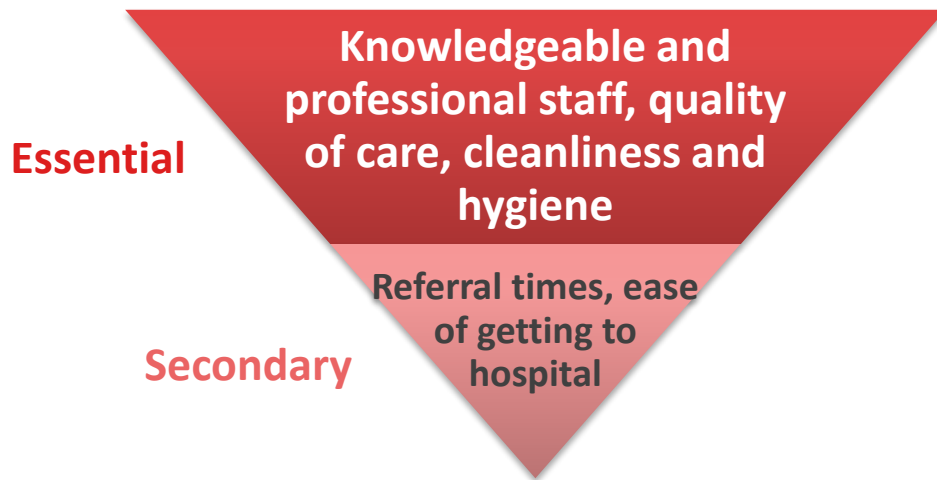 Knowledgeable and
professional staff, quality
of care, cleanliness and
hygiene
Essential
Referral times, ease
of getting to
hospital
Secondary